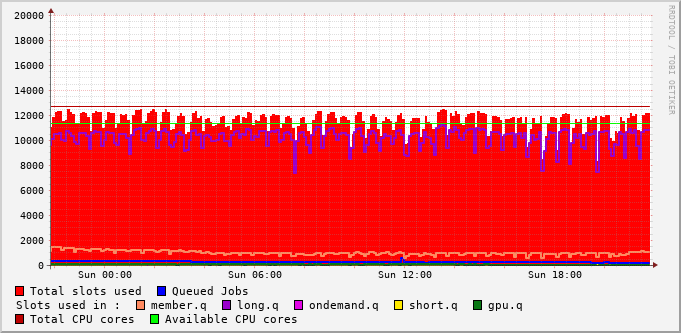 20000
18000
16000
14000
12000
10000
8000
6000
4000
2000
0
Sun 00:00 Sun 06:00 Sun 12:00 Sun 18:00
RRDTOOL / TOBI OETIKER
Total slots used Queued Jobs
Slots used in : member.q long.q ondemand.q short.q gpu.q
Total CPU cores Available CPU cores